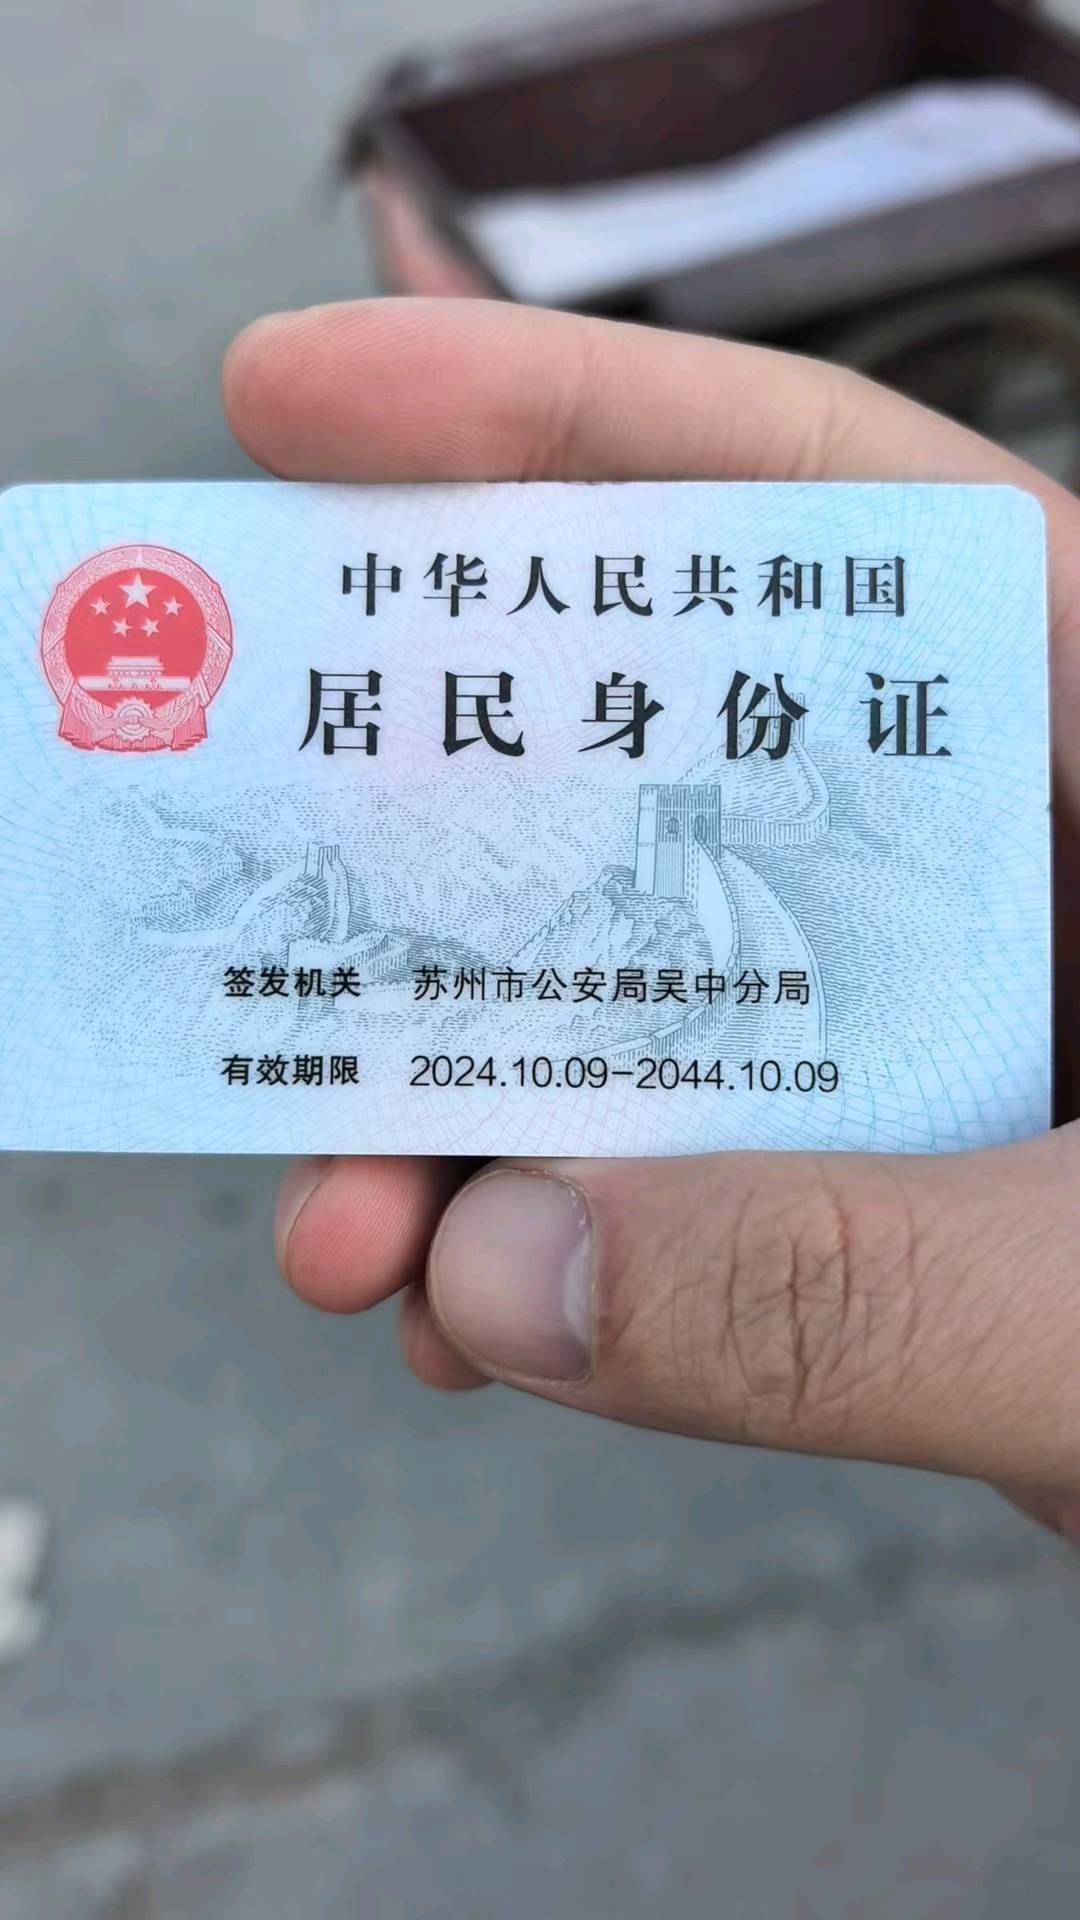 中华人民共和国
居民身份证
签发机关 苏州市公安局吴中分局
有效期限 2024.10.09-2044.10.09